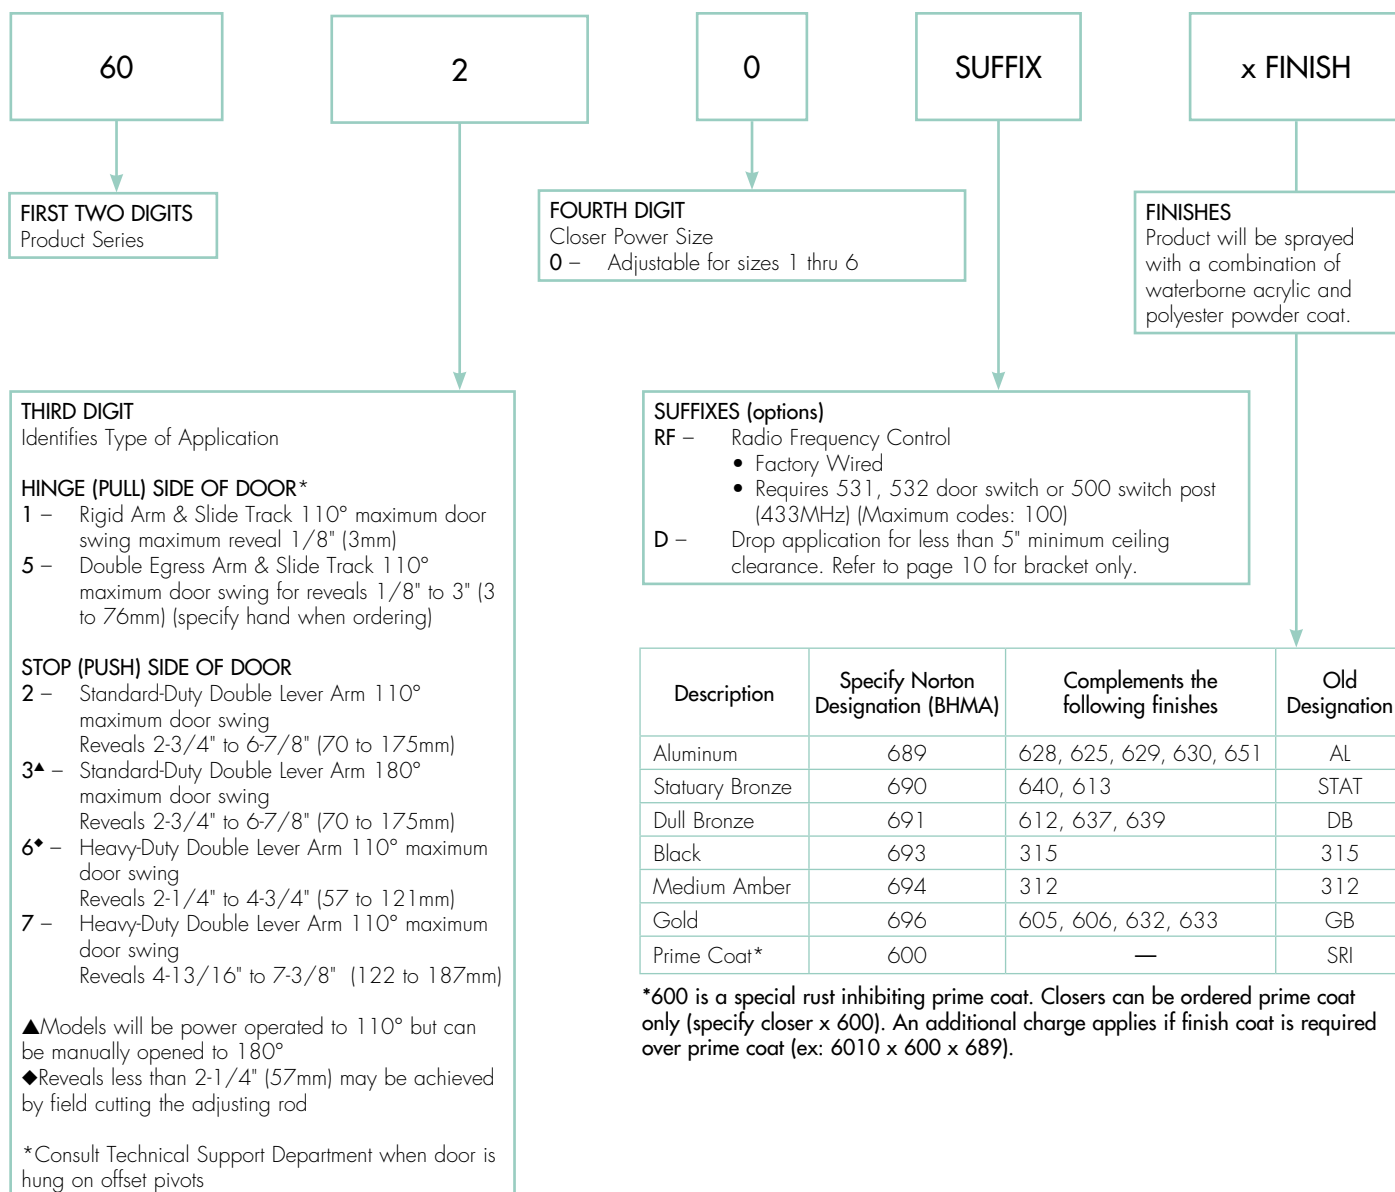 60
2
0
SUFFIX
x FINISH
FIRST TWO DIGITS
Product Series
FOURTH DIGIT
Closer Power Size
0 – Adjustable for sizes 1 thru 6
FINISHES
Product will be sprayed
with a combination of
waterborne acrylic and
polyester powder coat.
THIRD DIGIT
Identifies Type of Application
HINGE (PULL) SIDE OF DOOR*
1 – Rigid Arm & Slide Track 110° maximum door
swing maximum reveal 1/8" (3mm)
5 – Double Egress Arm & Slide Track 110°
maximum door swing for reveals 1/8" to 3" (3
to 76mm) (specify hand when ordering)
STOP (PUSH) SIDE OF DOOR
2 – Standard-Duty Double Lever Arm 110°
maximum door swing
Reveals 2-3/4" to 6-7/8" (70 to 175mm)
3▲ – Standard-Duty Double Lever Arm 180°
maximum door swing
Reveals 2-3/4" to 6-7/8" (70 to 175mm)
6◆ – Heavy-Duty Double Lever Arm 110° maximum
door swing
Reveals 2-1/4" to 4-3/4" (57 to 121mm)
7 – Heavy-Duty Double Lever Arm 110° maximum
door swing
Reveals 4-13/16" to 7-3/8" (122 to 187mm)
▲Models will be power operated to 110° but can
be manually opened to 180°
◆Reveals less than 2-1/4" (57mm) may be achieved
by field cutting the adjusting rod
*Consult Technical Support Department when door is
hung on offset pivots
SUFFIXES (options)
RF – Radio Frequency Control
• Factory Wired
• Requires 531, 532 door switch or 500 switch post
(433MHz) (Maximum codes: 100)
D – Drop application for less than 5" minimum ceiling
clearance. Refer to page 10 for bracket only.
Description Specify Norton Designation (BHMA) Complements the following finishes Old Designation
Aluminum 689 628, 625, 629, 630, 651 AL
Statuary Bronze 690 640, 613 STAT
Dull Bronze 691 612, 637, 639 DB
Black 693 315 315
Medium Amber 694 312 312
Gold 696 605, 606, 632, 633 GB
Prime Coat* 600 — SRI
*600 is a special rust inhibiting prime coat. Closers can be ordered prime coat
only (specify closer x 600). An additional charge applies if finish coat is required
over prime coat (ex: 6010 x 600 x 689).